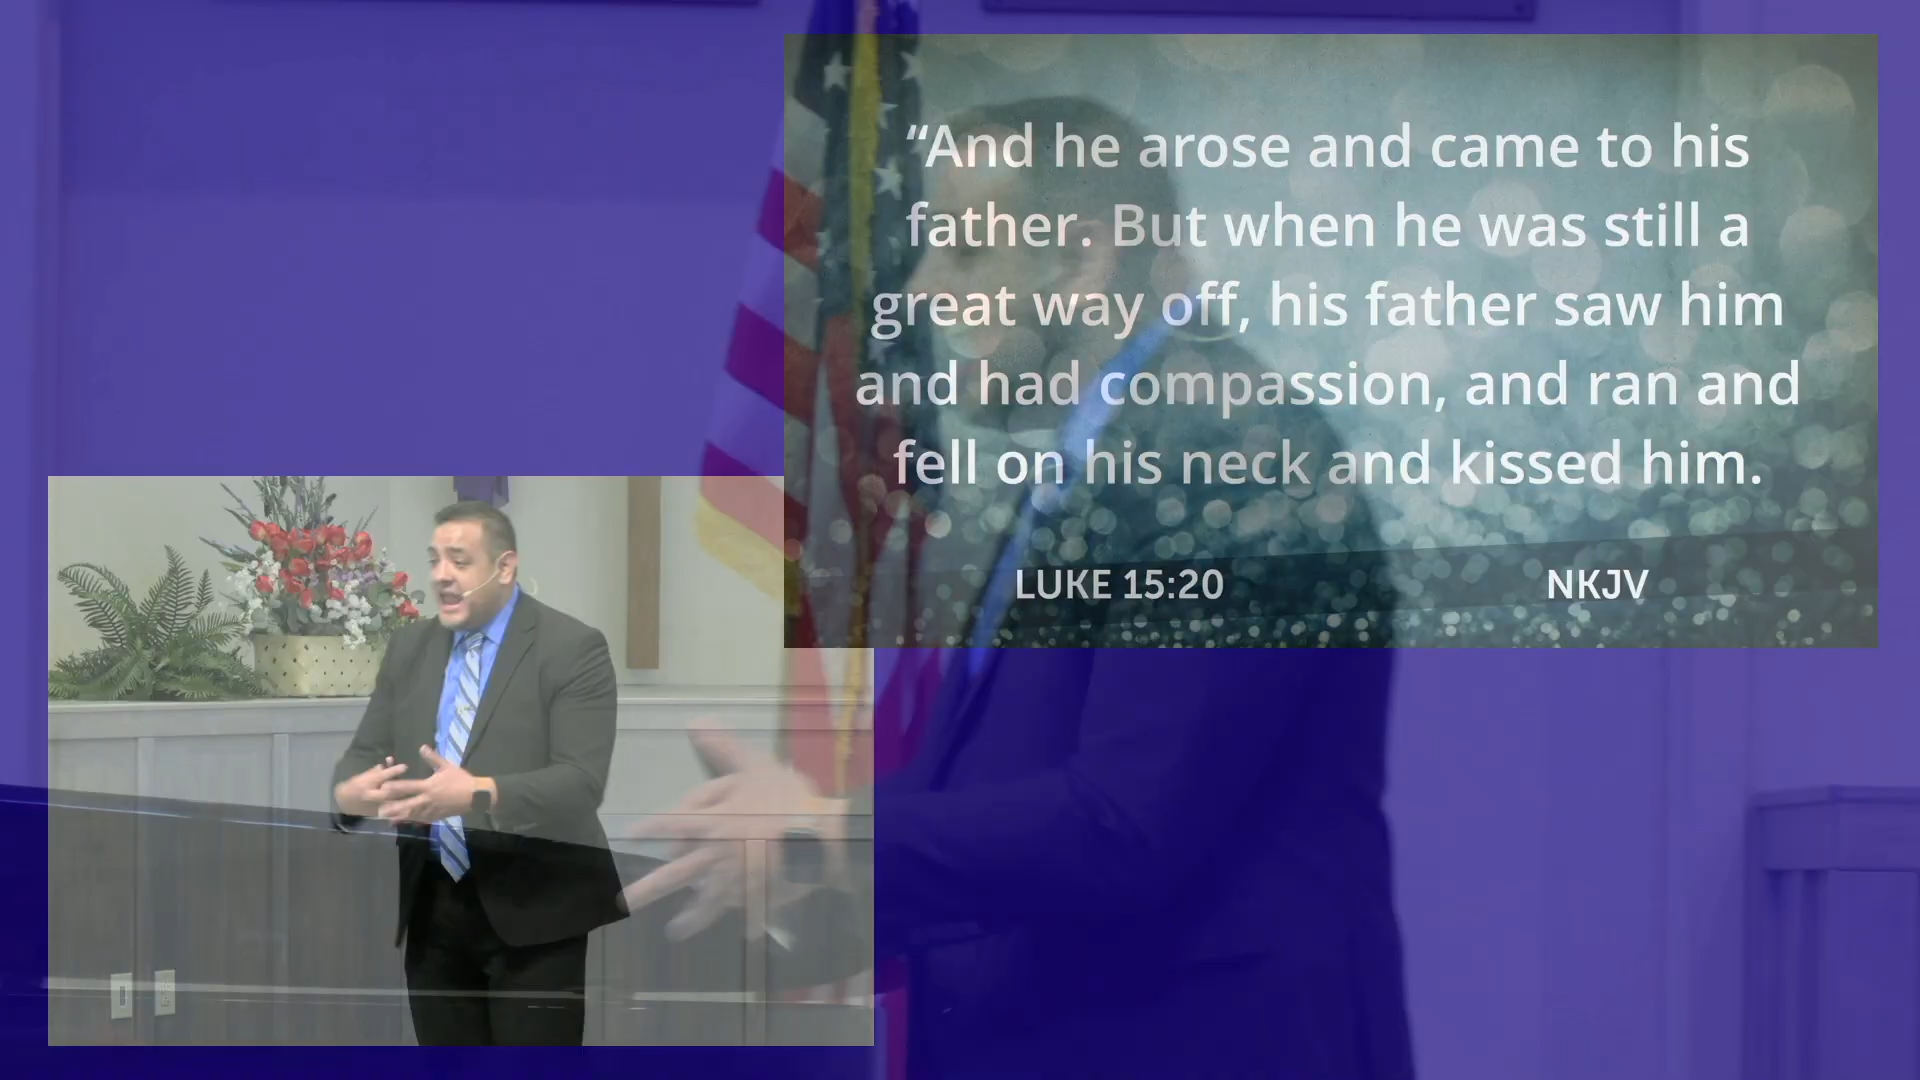 “And he arose and came to his
father. But when he was still a
great way off, his father saw him
and had compassion, and ran and
fell on his neck and kissed him.
LUKE 15:20 NKJV